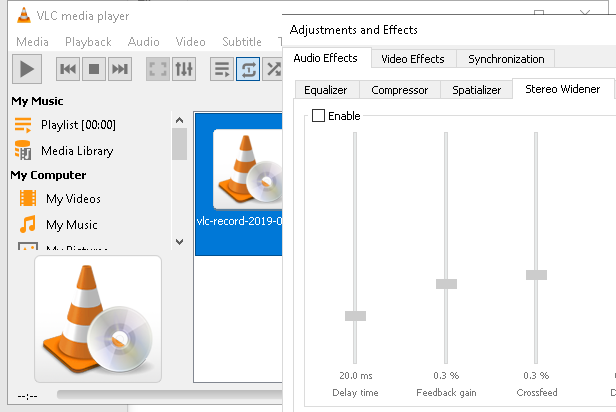 VLC media player
Media Playback Audio Video Subtitle
My Music
Playlist [00:00]
Media Library
My Computer
My Videos
My Music
vlc-record-2019-0
--:--
Adjustments and Effects
Audio Effects Video Effects Synchronization
Equalizer Compressor Spatializer Stereo Widener
Enable
20.0 ms 0.3 % 0.3 %
Delay time Feedback gain Crossfeed